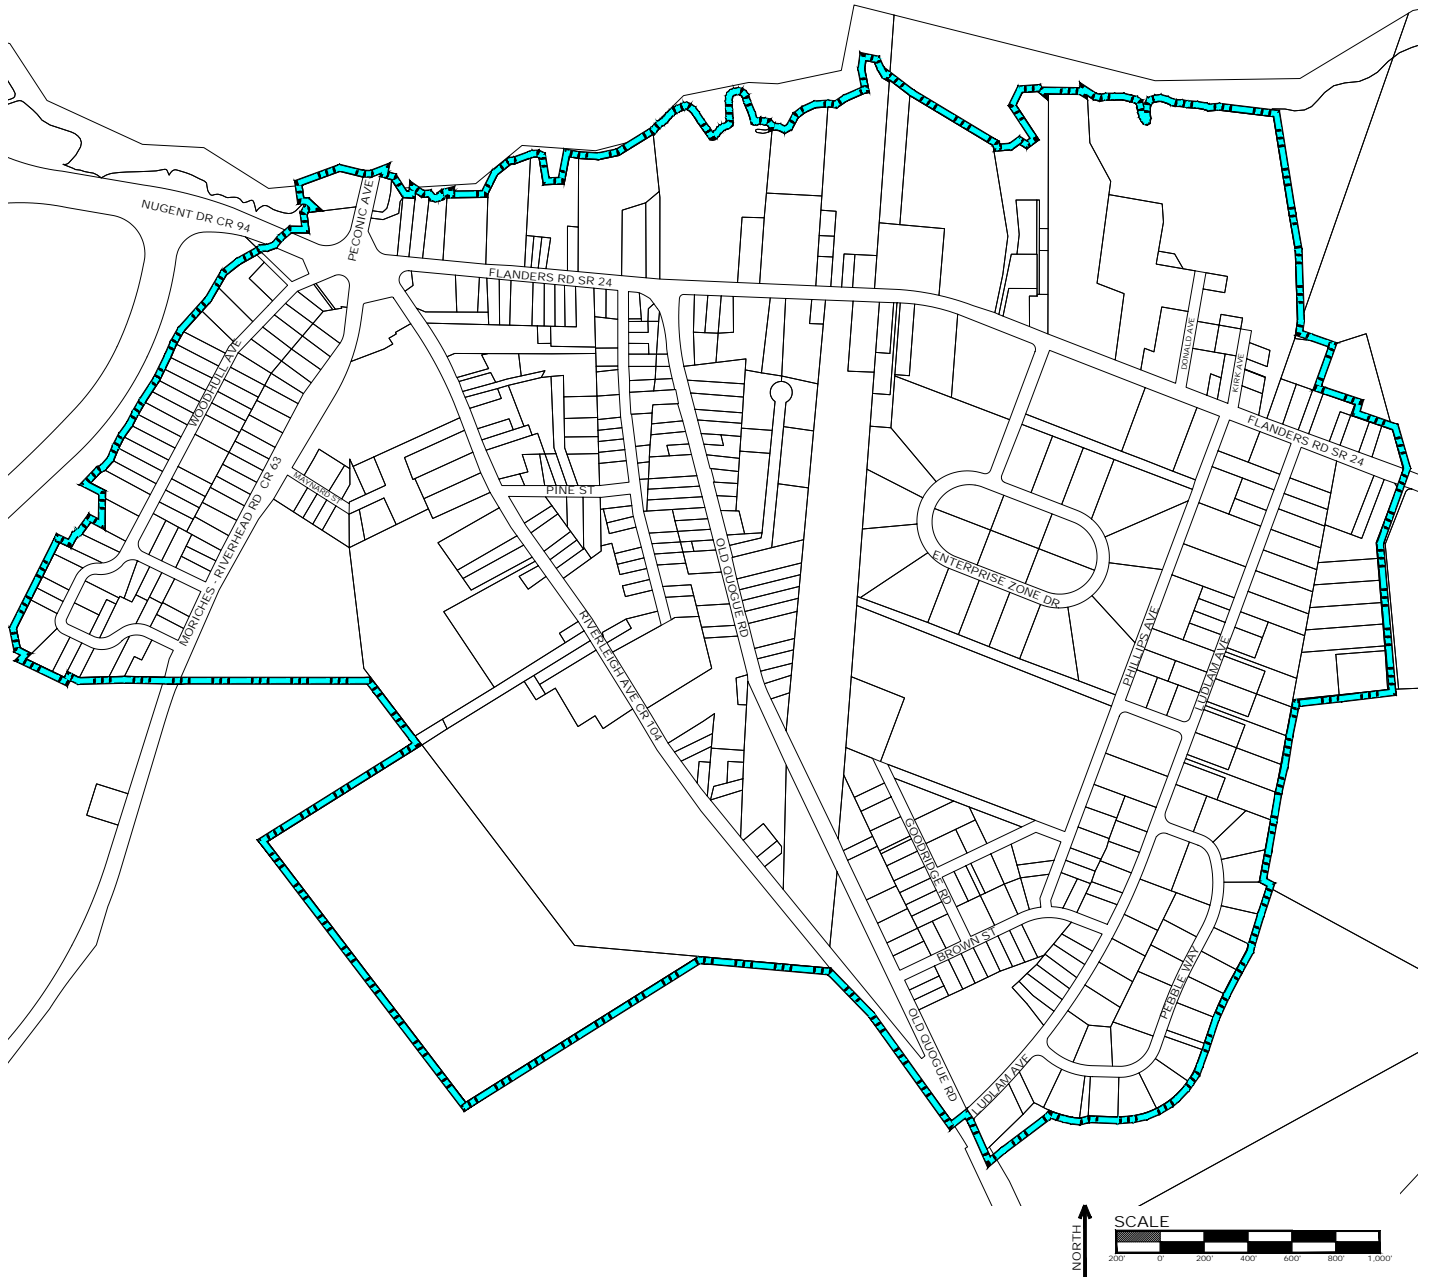 NUGENT DR CR 94
PECONIC AVE
FLANDERS RD SR 24
WOODHULL AVE
DONALD AVE
KIRK AVE
FLANDERS RD SR 24
MORICHES - RIVERHEAD RD CR 63
MAYNARD ST
PINE ST
OLD QUOGUE RD
ENTERPRISE ZONE DR
RIVERLEIGH AVE CR 104
PHILLIPS AVE
LUDLAM AVE
GOODRIDGE RD
BROWN ST
PEBBLE WAY
OLD QUOGUE RD
LUDLAM AVE
NORTH
SCALE
200' 0' 200' 400' 600' 800' 1,000'